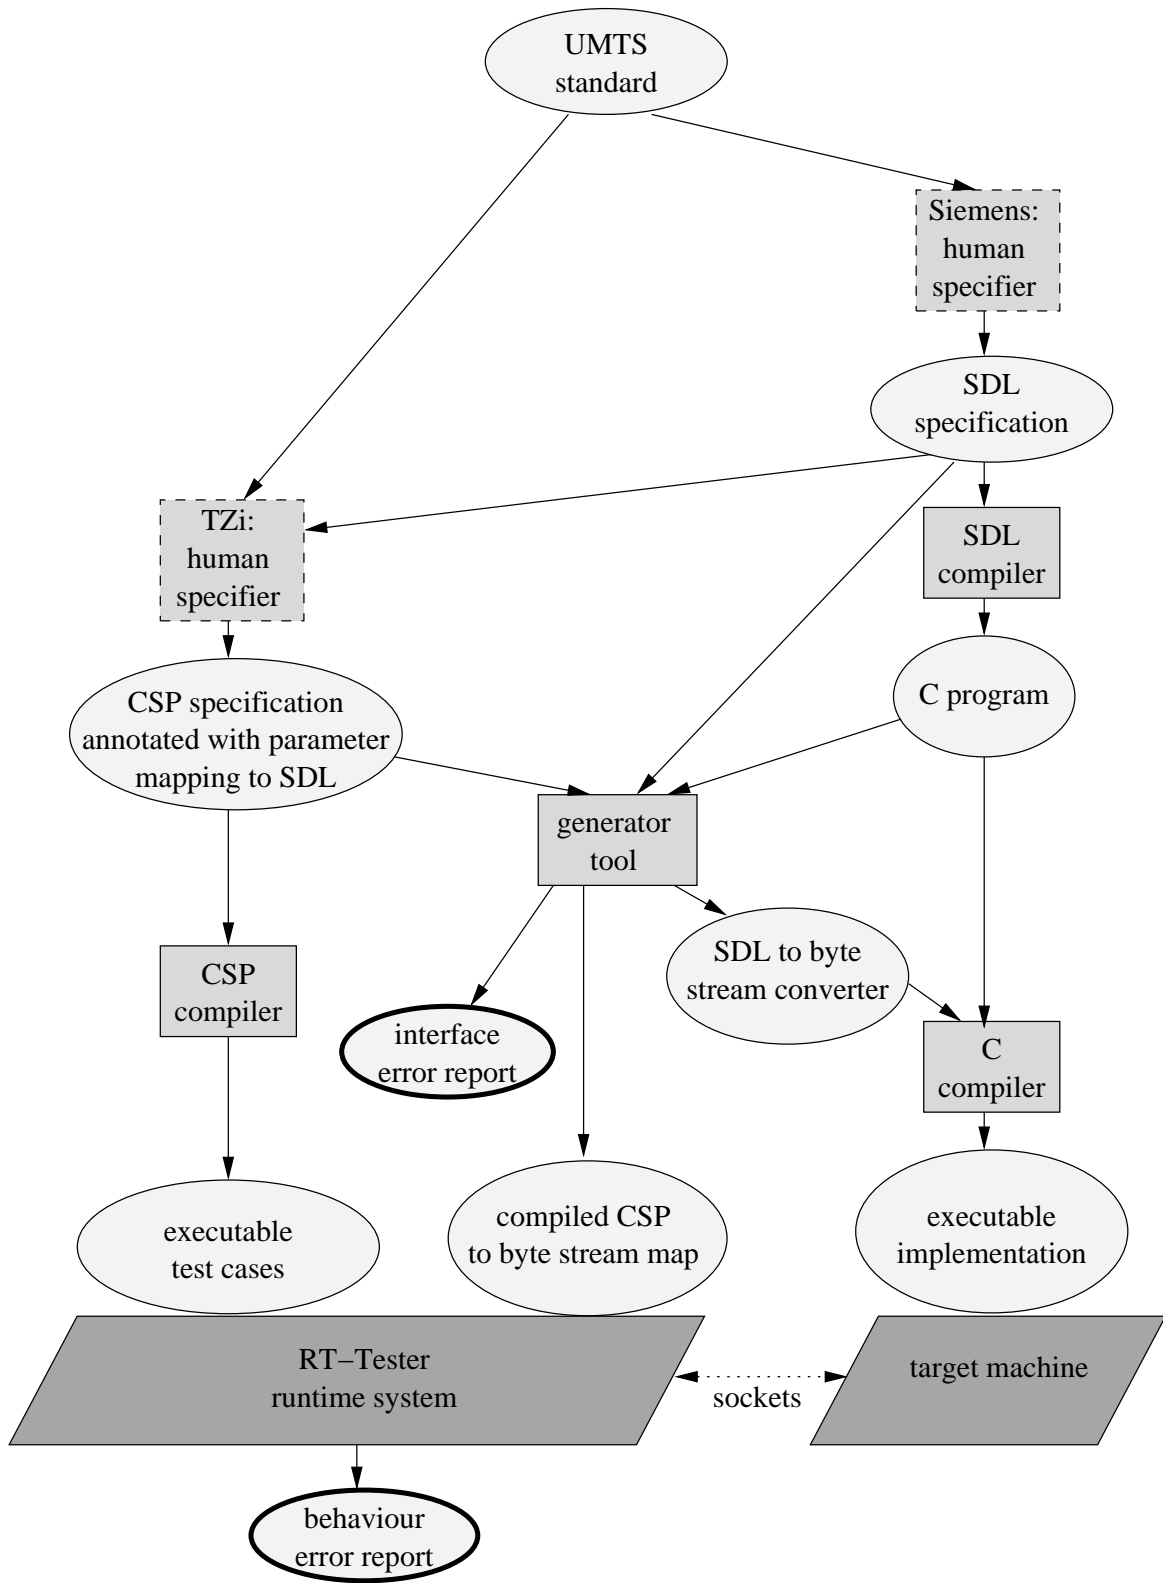 UMTS
standard
Siemens:
human
specifier
SDL
specification
TZi:
human
specifier
SDL
compiler
CSP specification
annotated with parameter
mapping to SDL
C program
generator
tool
CSP
compiler
SDL to byte
stream converter
interface
error report
C
compiler
executable
test cases
compiled CSP
to byte stream map
executable
implementation
RT−Tester
runtime system
sockets
target machine
behaviour
error report